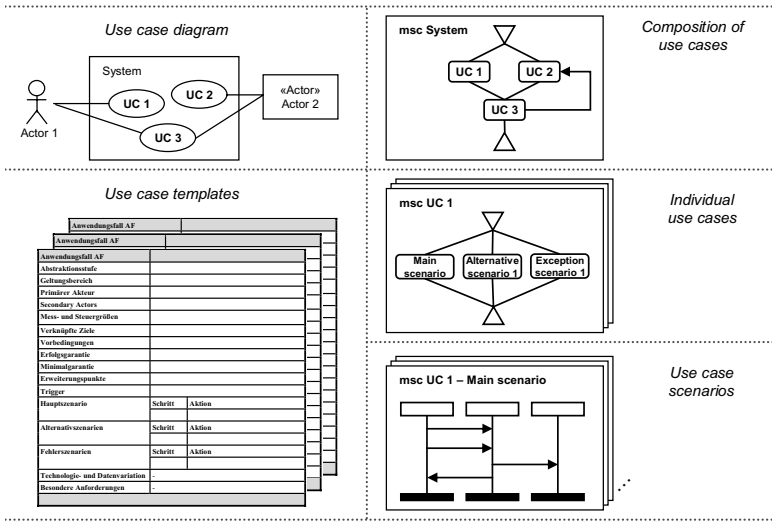 Use case diagram
System
UC 1
UC 2
UC 3
Actor 1
«Actor»
Actor 2
msc System
UC 1
UC 2
UC 3
Composition of
use cases
Use case templates
Anwendungsfall AF
Anwendungsfall AF
Anwendungsfall AF
Abstraktionsstufe
Geltungsbereich
Primärer Akteur
Secondary Actors
Mess- und Steuergrößen
Verknüpfte Ziele
Vorbedingungen
Erfolgsgarantie
Minimalgarantie
Erweiterungspunkte
Trigger
Hauptszenario Schritt Aktion
Alternativszenarien Schritt Aktion
Fehlerszenarien Schritt Aktion
Technologie- und Datenvariation -
Besondere Anforderungen -
msc UC 1
Main
scenario
Alternative
scenario 1
Exception
scenario 1
Individual
use cases
msc UC 1 – Main scenario
Use case
scenarios
...